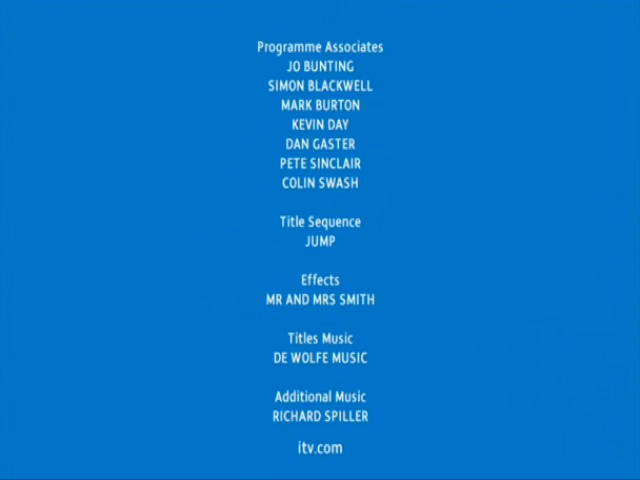 Programme Associates
JO BUNTING
SIMON BLACKWELL
MARK BURTON
KEVIN DAY
DAN GASTER
PETE SINCLAIR
COLIN SWASH
Title Sequence
JUMP
Effects
MR AND MRS SMITH
Titles Music
DE WOLFE MUSIC
Additional Music
RICHARD SPILLER
itv.com